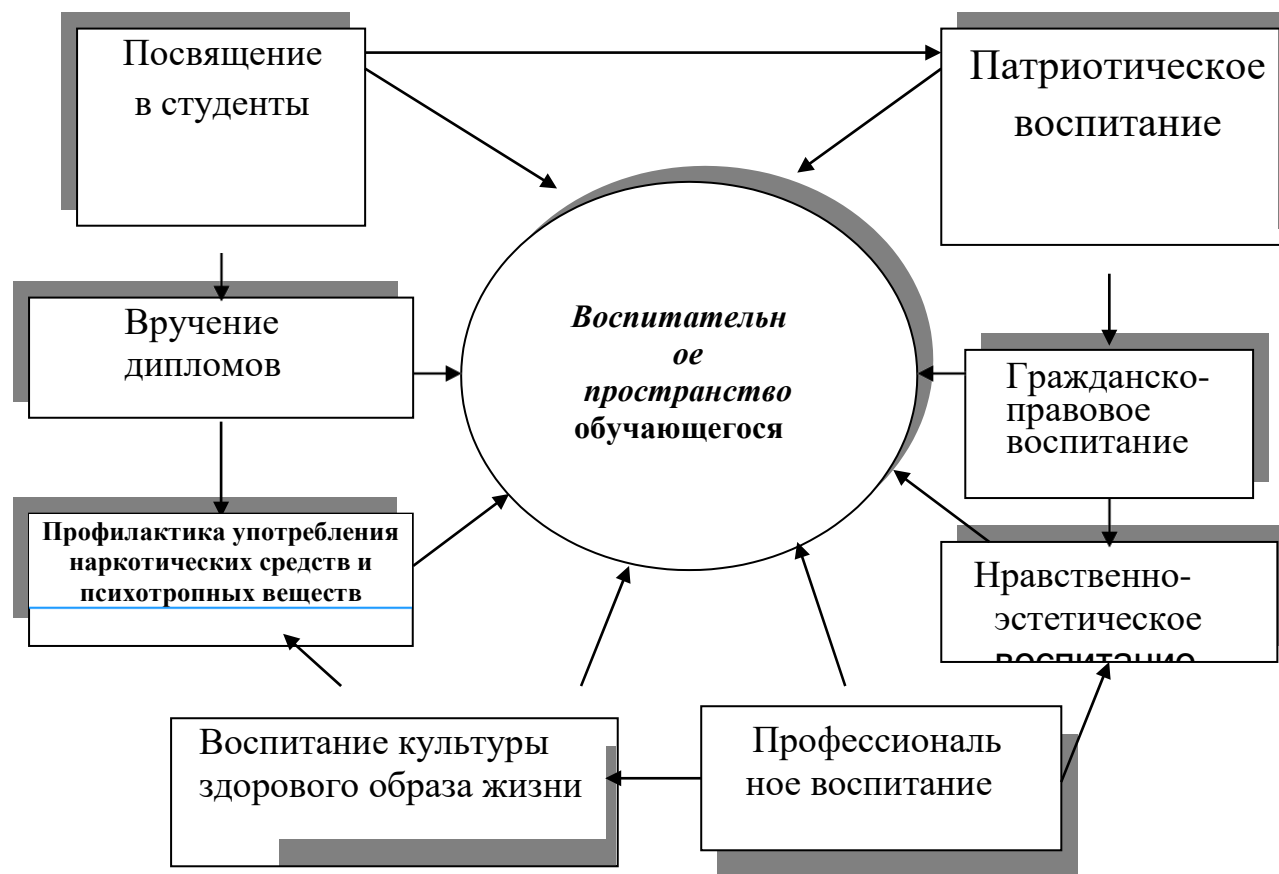 Посвящение
в студенты
Патриотическое
воспитание
Воспитательн
ое
пространство
обучающегося
Вручение
дипломов
Гражданско-
правовое
воспитание
Профилактика употребления
наркотических средств и
психотропных веществ
Нравственно-
эстетическое
воспитание
Воспитание культуры
здорового образа жизни
Профессиональ
ное воспитание